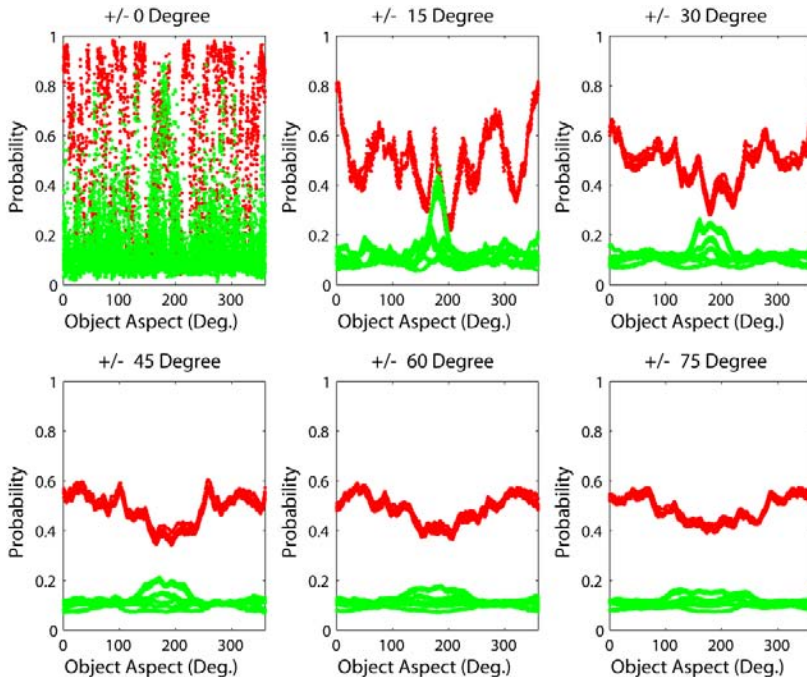 +/- 0 Degree
+/- 15 Degree
+/- 30 Degree
1
0.8
0.6
0.4
0.2
0
Probability
0 100 200 300
Object Aspect (Deg.)
1
0.8
0.6
0.4
0.2
0
Probability
0 100 200 300
Object Aspect (Deg.)
1
0.8
0.6
0.4
0.2
0
Probability
0 100 200 300
Object Aspect (Deg.)
+/- 45 Degree
+/- 60 Degree
+/- 75 Degree
1
0.8
0.6
0.4
0.2
0
Probability
0 100 200 300
Object Aspect (Deg.)
1
0.8
0.6
0.4
0.2
0
Probability
0 100 200 300
Object Aspect (Deg.)
1
0.8
0.6
0.4
0.2
0
Probability
0 100 200 300
Object Aspect (Deg.)